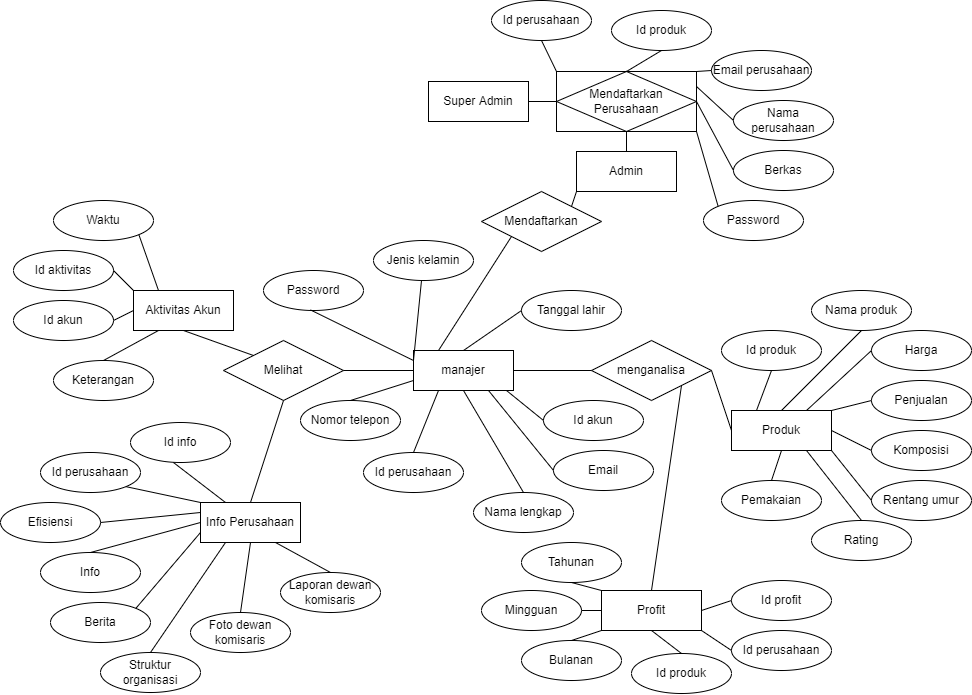 Id perusahaan
Id produk
Email perusahaan
Super Admin
Mendaftarkan
Perusahaan
Nama
perusahaan
Admin
Berkas
Waktu
Mendaftarkan
Password
Id aktivitas
Jenis kelamin
Aktivitas Akun
Password
Tanggal lahir
Nama produk
Id akun
Id produk
Harga
Keterangan
Melihat
manajer
menganalisa
Penjualan
Nomor telepon
Id akun
Produk
Id info
Komposisi
Id perusahaan
Id perusahaan
Email
Pemakaian
Rentang umur
Efisiensi
Info Perusahaan
Nama lengkap
Rating
Info
Tahunan
Laporan dewan
komisaris
Berita
Mingguan
Profit
Id profit
Foto dewan
komisaris
Id perusahaan
Struktur
organisasi
Bulanan
Id produk